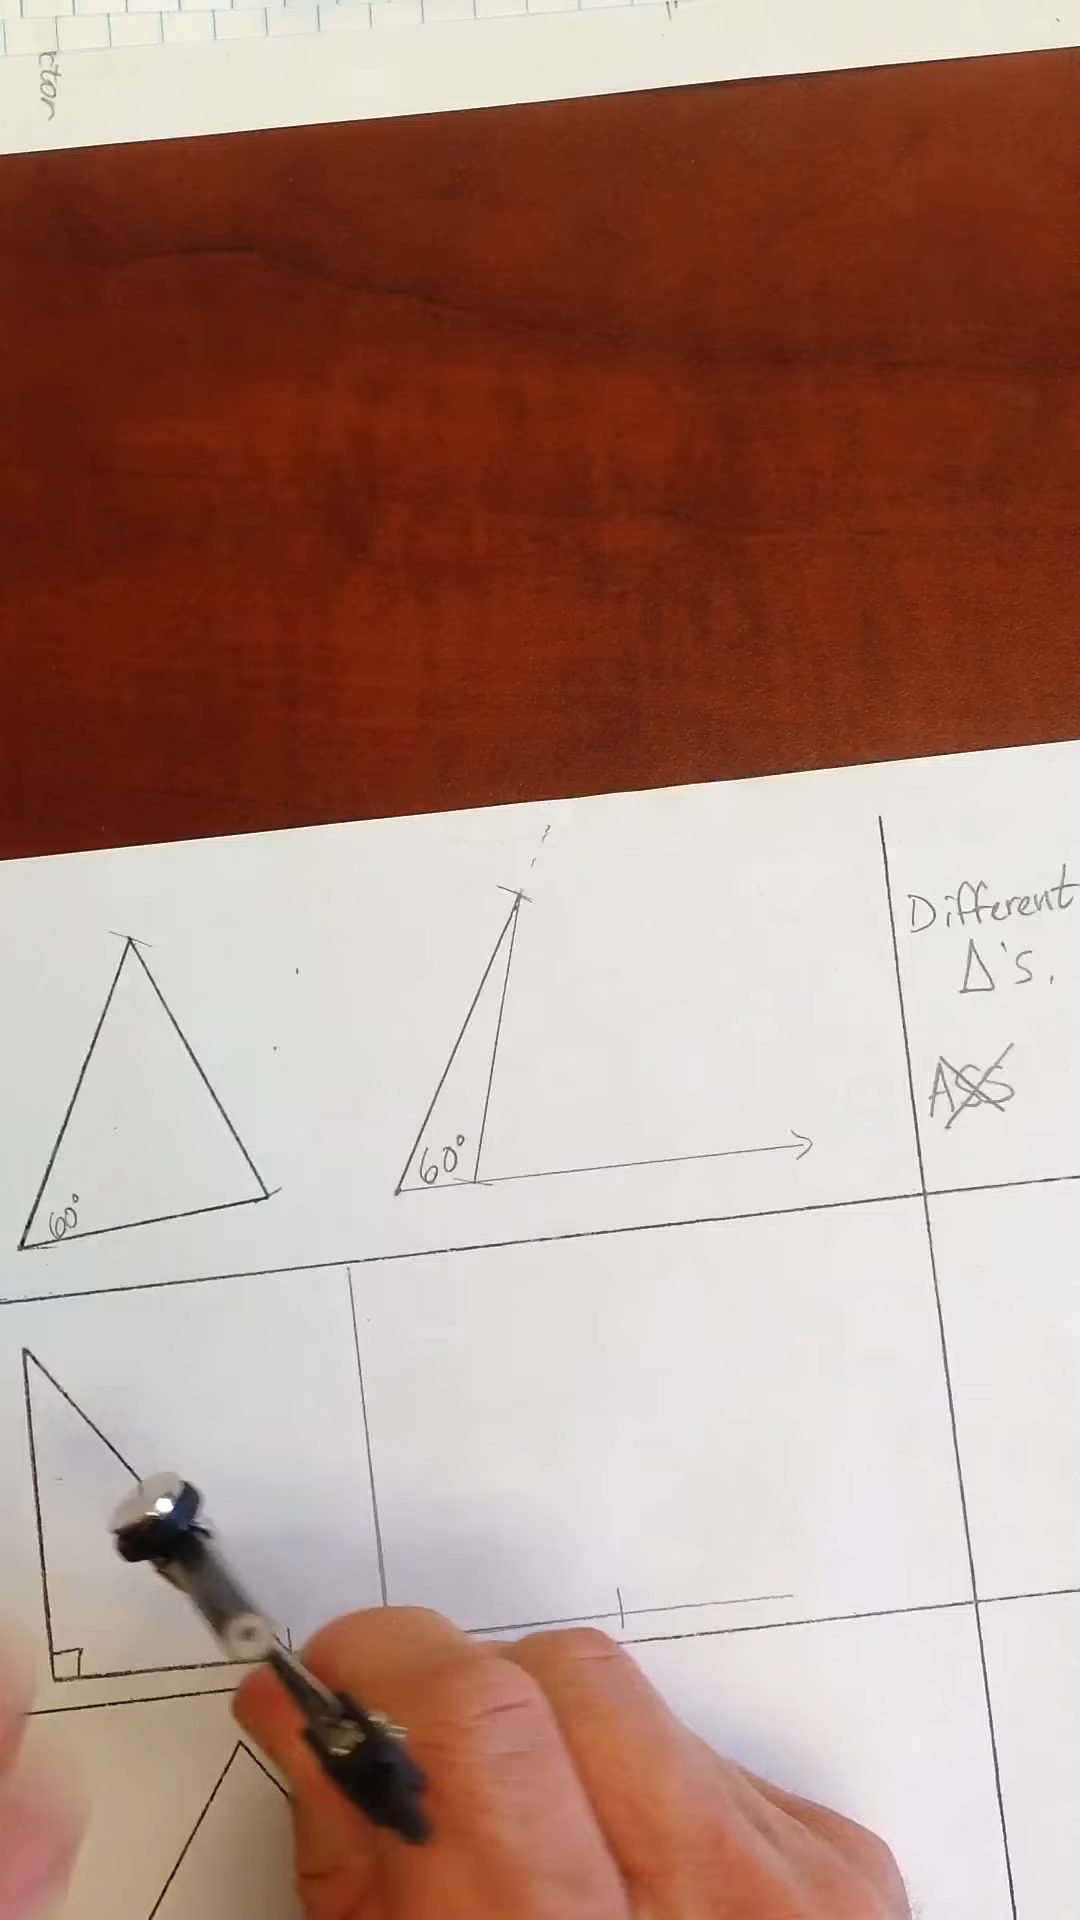 ctor
Different
Δ's.
60°
60°
ASS